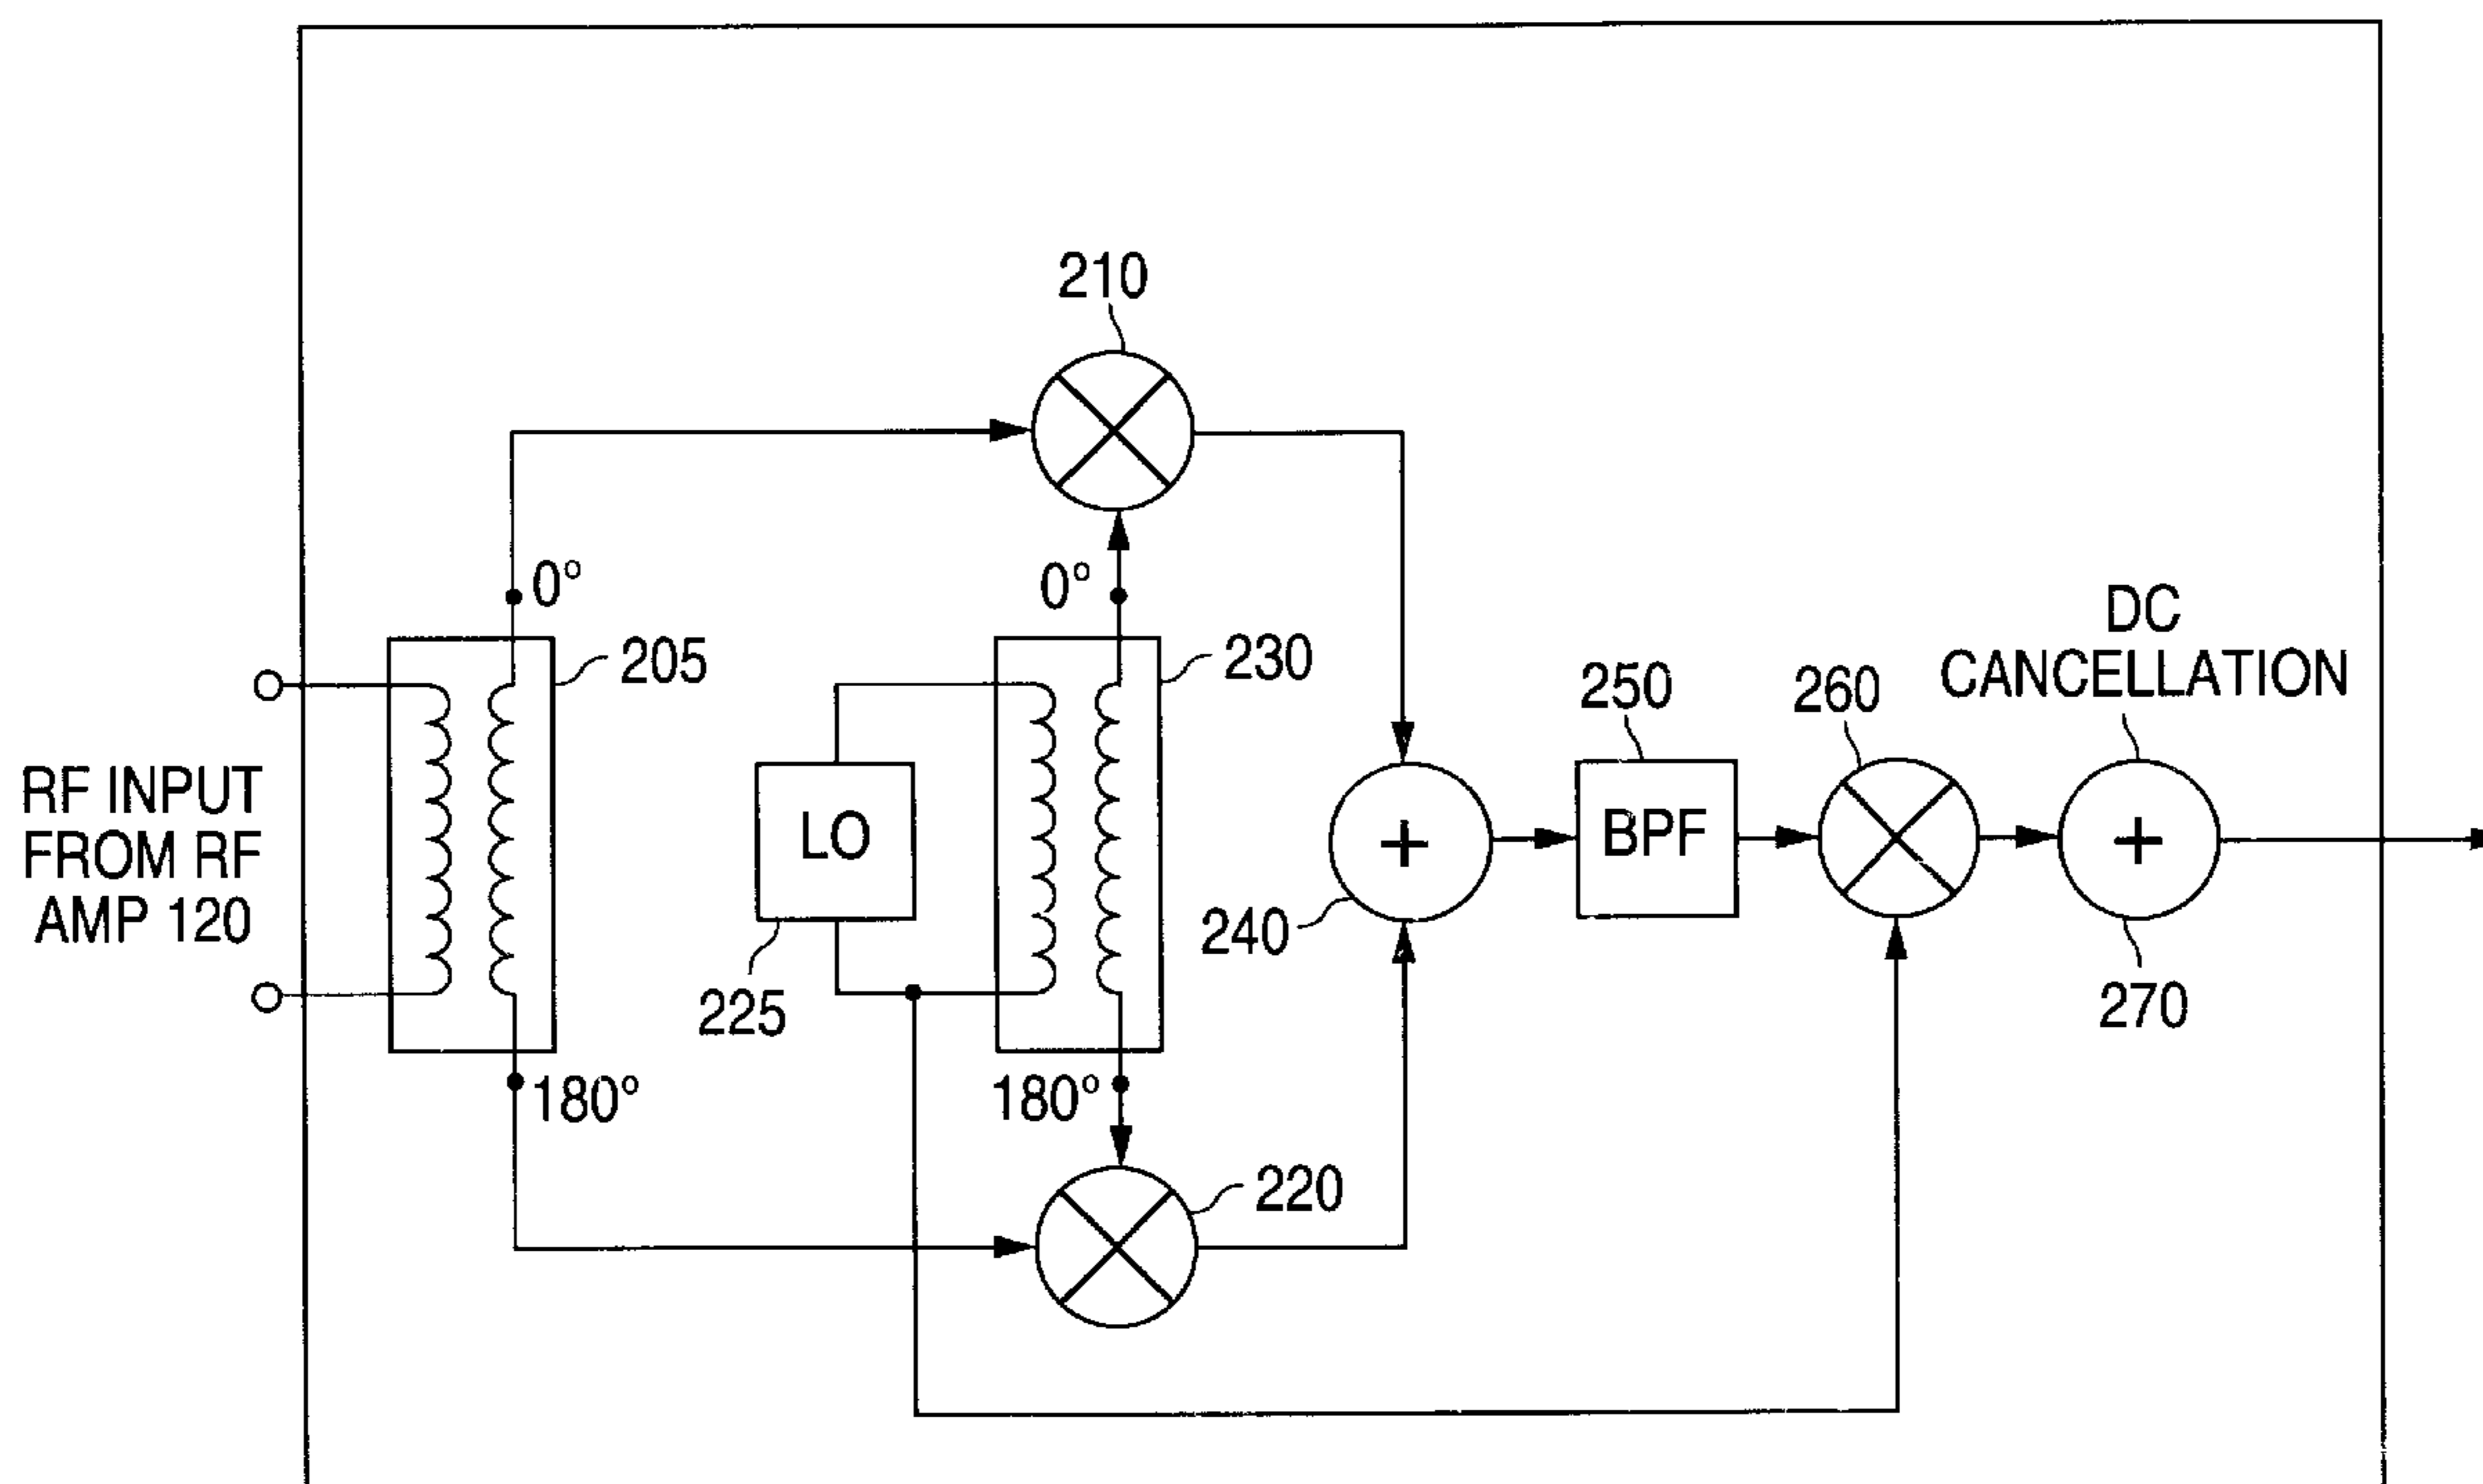 210
0°
0°
205
230
DC
CANCELLATION
250
260
RF INPUT
FROM RF
AMP 120
LO
+
BPF
+
240
225
270
180°
180°
220